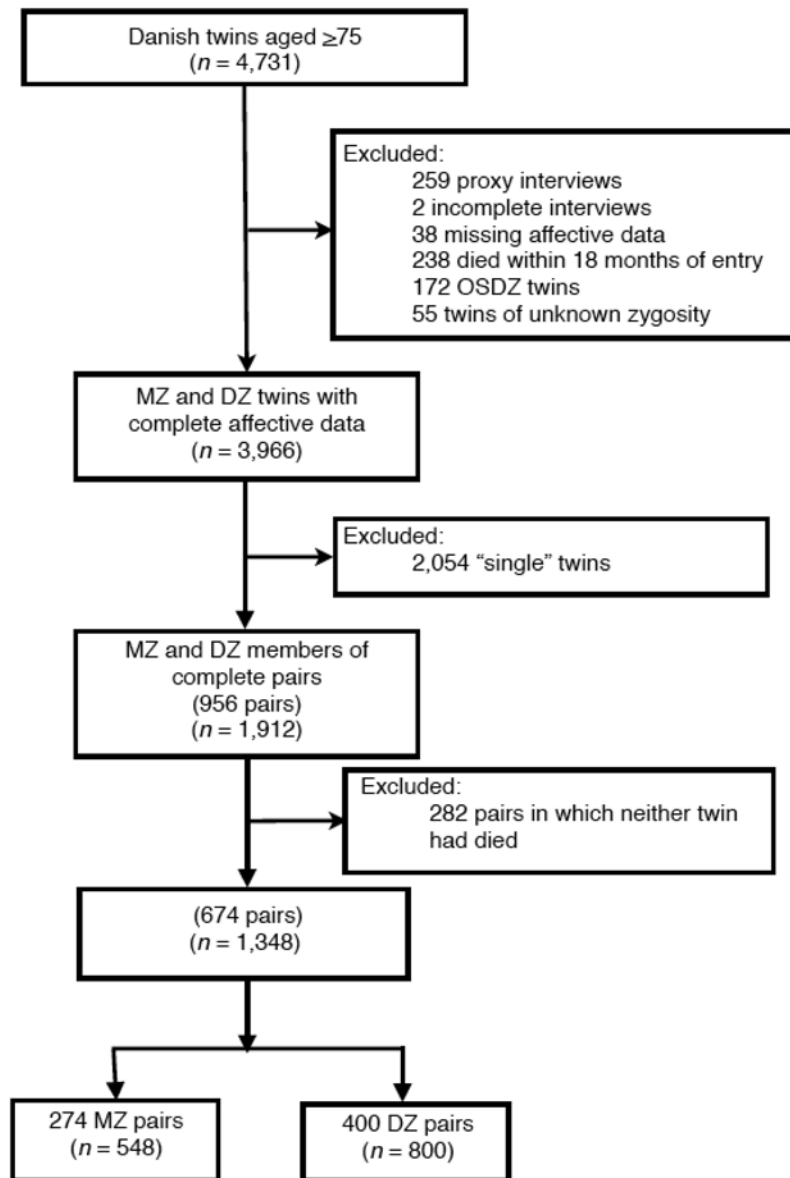 Danish twins aged ≥75
(n = 4,731)
Excluded:
259 proxy interviews
2 incomplete interviews
38 missing affective data
238 died within 18 months of entry
172 OSDZ twins
55 twins of unknown zygosity
MZ and DZ twins with
complete affective data
(n = 3,966)
Excluded:
2,054 “single” twins
MZ and DZ members of
complete pairs
(956 pairs)
(n = 1,912)
Excluded:
282 pairs in which neither twin
had died
(674 pairs)
(n = 1,348)
274 MZ pairs
(n = 548)
400 DZ pairs
(n = 800)